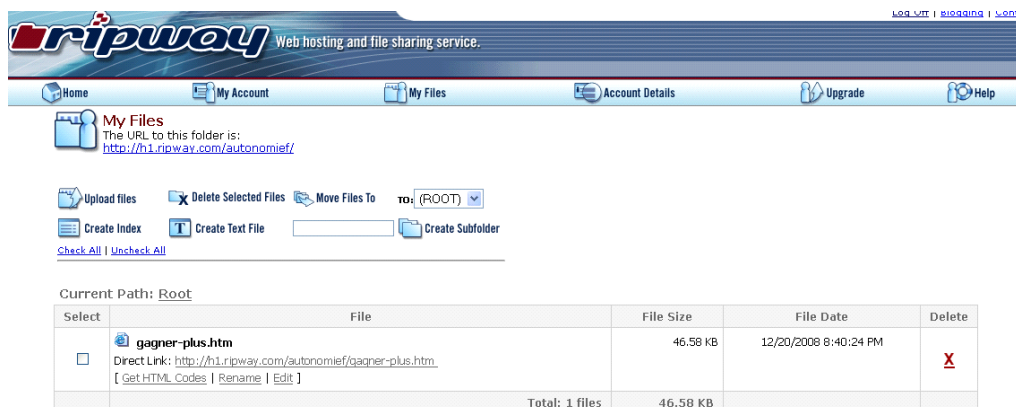 Log Off | Blogging | Con
ripway Web hosting and file sharing service.
Home My Account My Files Account Details Upgrade Help
My Files
The URL to this folder is:
http://h1.ripway.com/autonomief/
Upload files Delete Selected Files Move Files To TO: (ROOT)
Create Index T Create Text File Create Subfolder
Check All | Uncheck All
Current Path: Root
Select File File Size File Date Delete
gagner-plus.htm 46.58 KB 12/20/2008 8:40:24 PM X
Direct Link: http://h1.ripway.com/autonomief/gagner-plus.htm
[ Get HTML Codes | Rename | Edit ]
Total: 1 files 46.58 KB